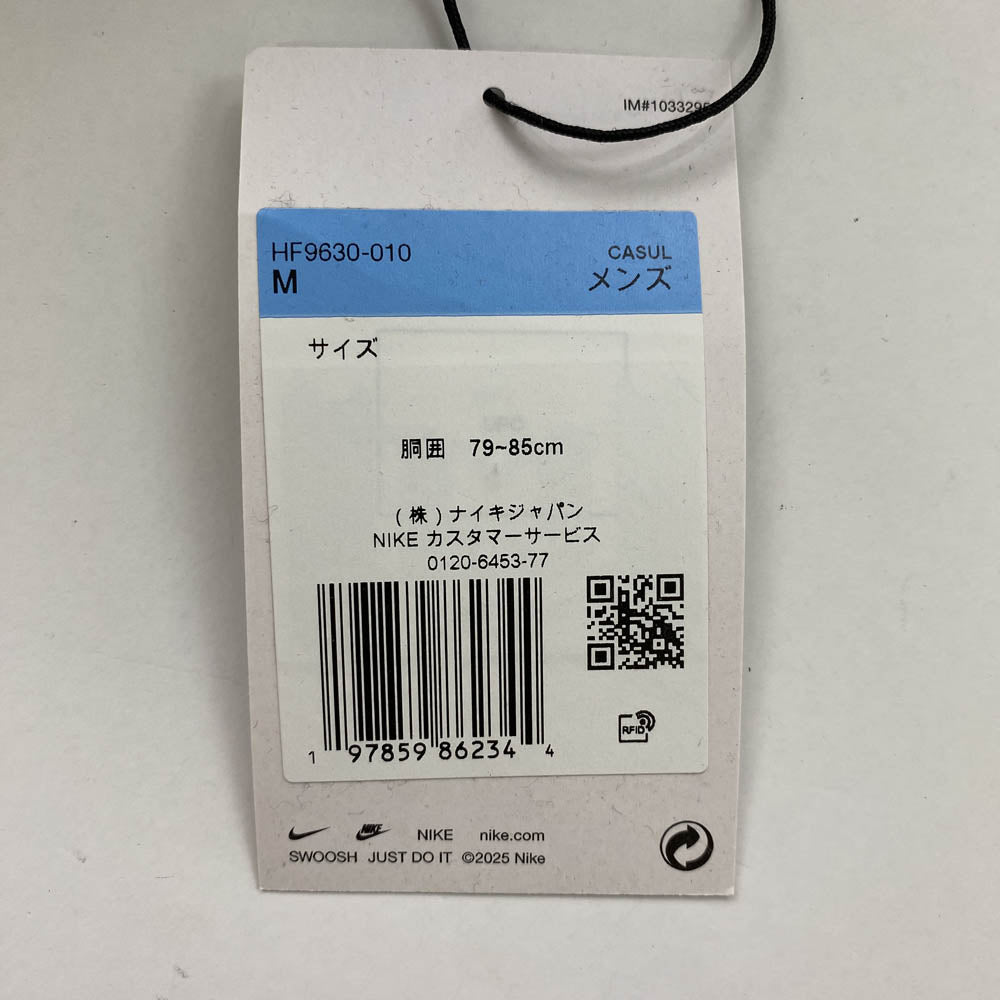 IM#1033295
HF9630-010
CASUL
M
メンズ
サイズ
胴囲 79~85cm
(株)ナイキジャパン
NIKE カスタマーサービス
0120-6453-77
1 97859 86234 4
RFID
NIKE NIKE nike.com
SWOOSH JUST DO IT ©2025 Nike